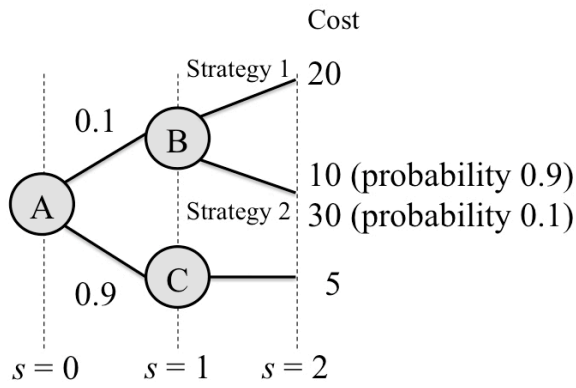 Cost
Strategy 1 20
0.1
B
10 (probability 0.9)
A
Strategy 2 30 (probability 0.1)
C
5
0.9
s = 0 s = 1 s = 2